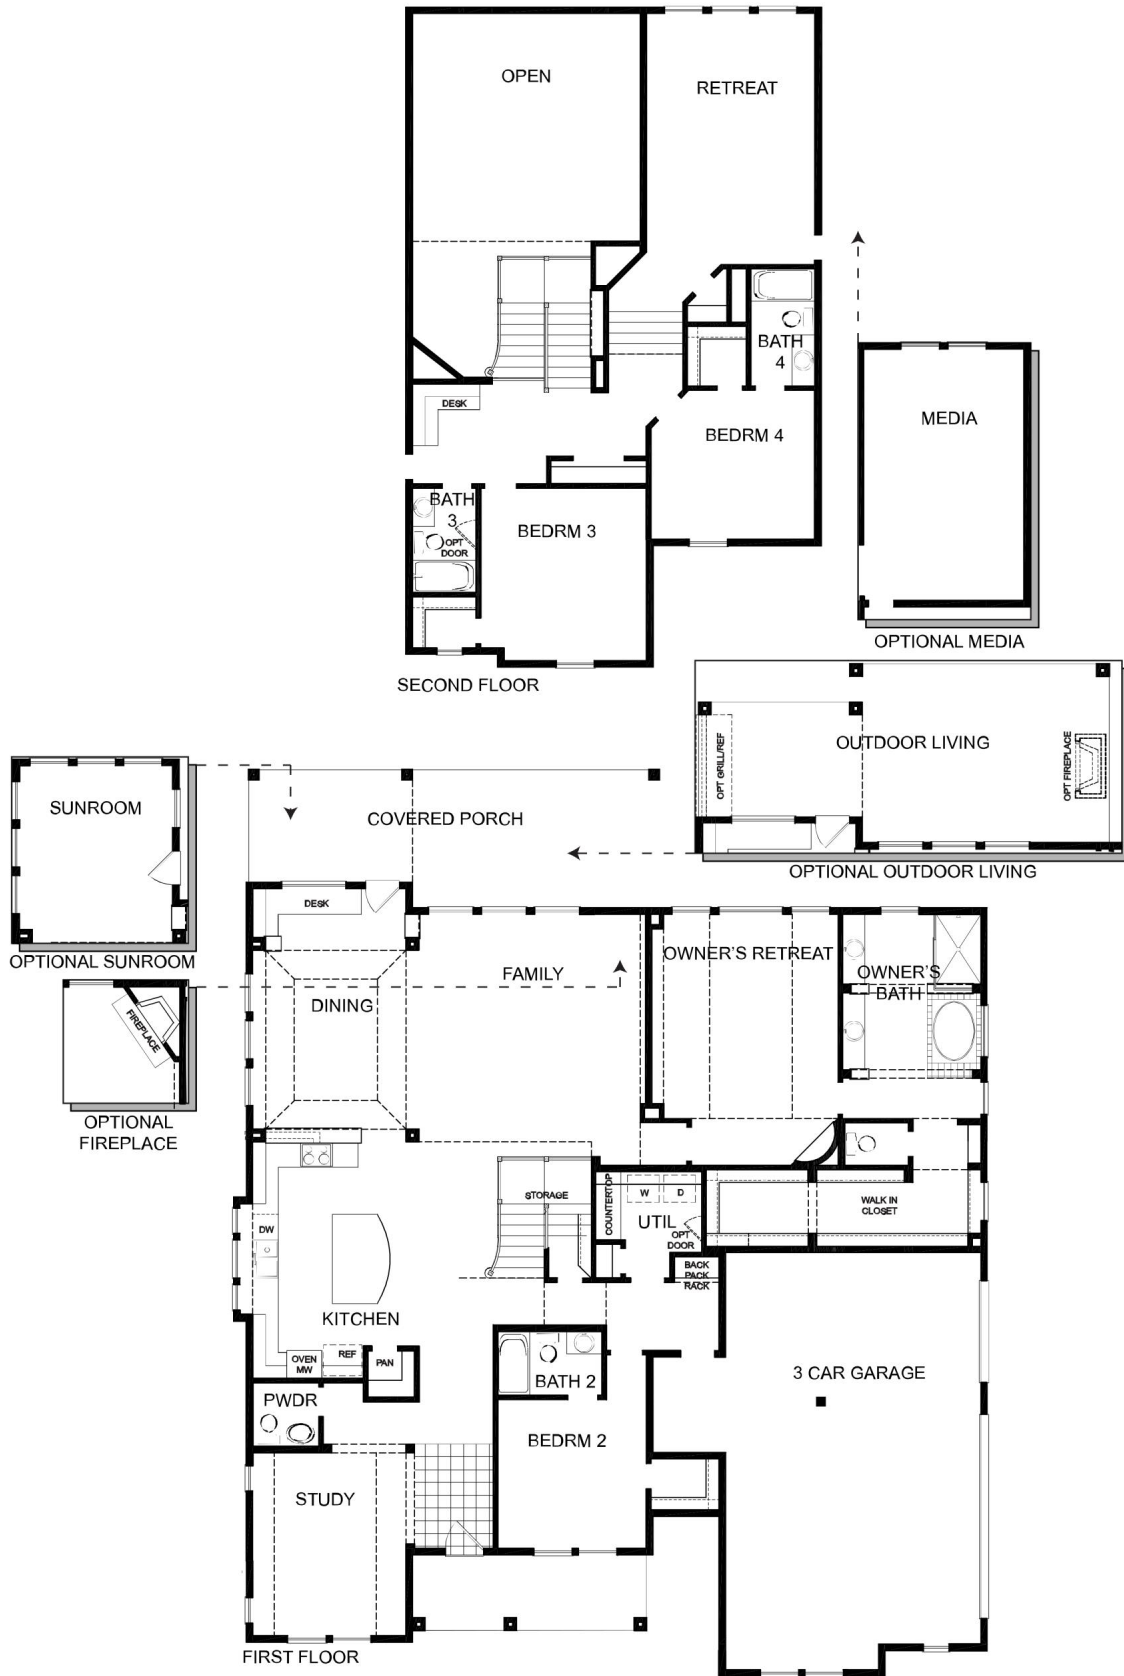 OPEN
RETREAT
BATH
4
DESK
BEDRM 4
MEDIA
BATH
3
OPT
DOOR
BEDRM 3
OPTIONAL MEDIA
SECOND FLOOR
OPT GRILL/REF
OUTDOOR LIVING
OPT FIREPLACE
SUNROOM
COVERED PORCH
OPTIONAL OUTDOOR LIVING
DESK
OPTIONAL SUNROOM
FAMILY
OWNER'S RETREAT
OWNER'S
BATH
DINING
FIREPLACE
OPTIONAL
FIREPLACE
STORAGE
COUNTERTOP
W
D
UTIL
OPT
DOOR
WALK IN
CLOSET
DW
BACK
PACK
RACK
KITCHEN
OVEN
MW
REF
PAN
BATH 2
3 CAR GARAGE
PWDR
BEDRM 2
STUDY
FIRST FLOOR